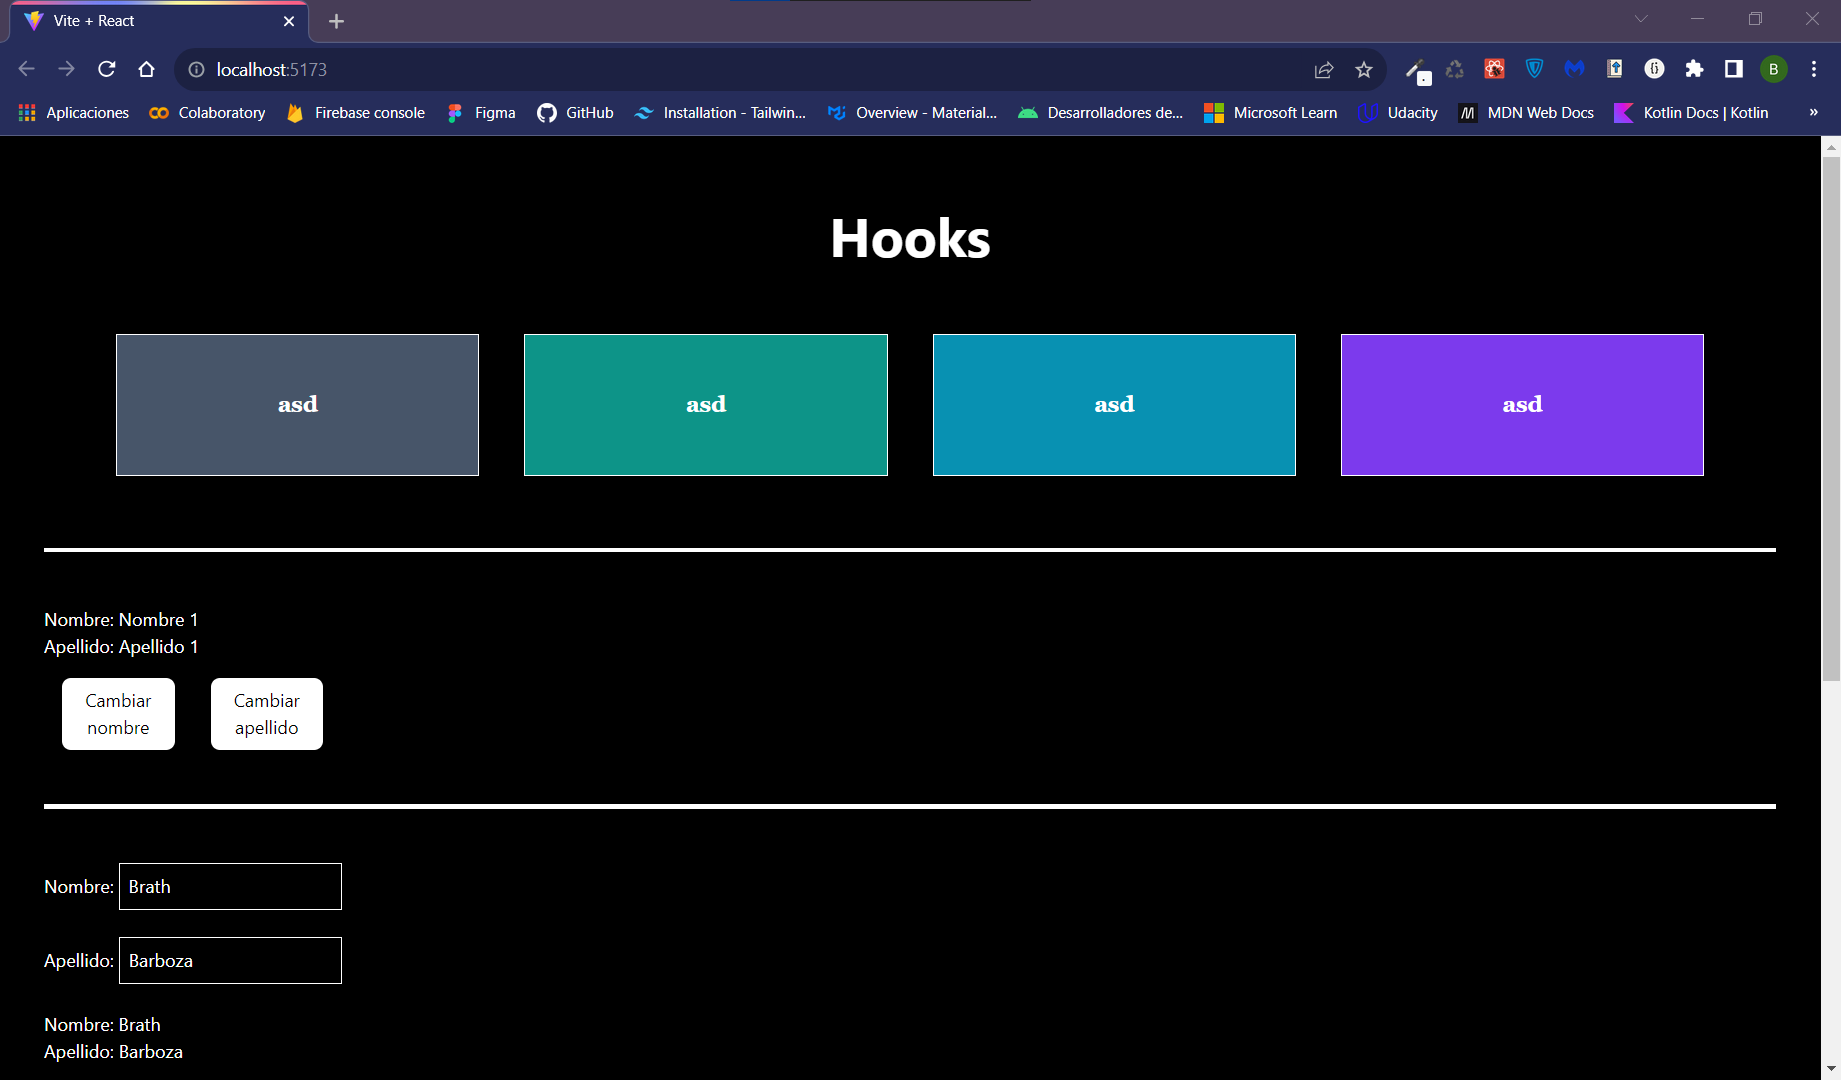 Vite + React
localhost:5173
B
Aplicaciones Colaboratory Firebase console Figma GitHub Installation - Tailwin... Overview - Material... Desarrolladores de... Microsoft Learn Udacity MDN Web Docs Kotlin Docs | Kotlin »
Hooks
asd asd asd asd
Nombre: Nombre 1
Apellido: Apellido 1
Cambiar nombre
Cambiar apellido
Nombre: Brath
Apellido: Barboza
Nombre: Brath
Apellido: Barboza